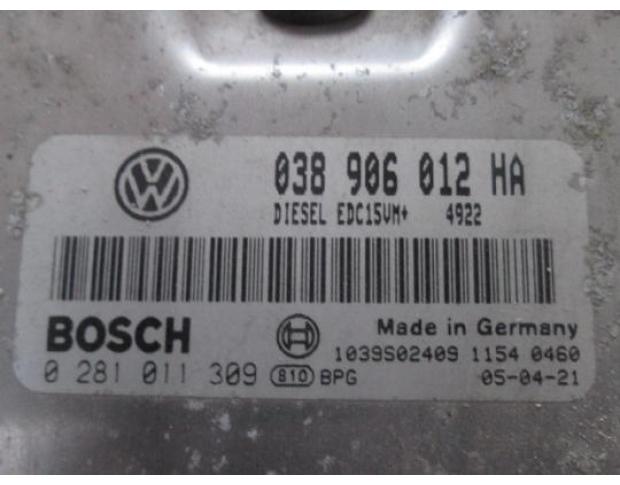 038 906 012 HA
DIESEL EDC15VM+ 4922
BOSCH
Made in Germany
1039S02409 1154 0460
0 281 011 309 810 BPG
05-04-21